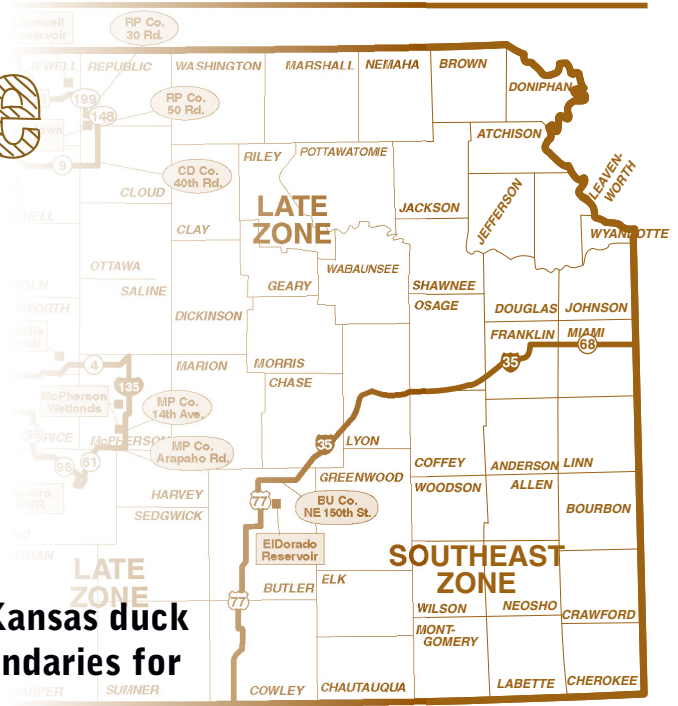 RP Co.
30 Rd.
JEWELL
REPUBLIC
WASHINGTON
MARSHALL
NEMAHA
BROWN
DONIPHAN
199
RP Co.
50 Rd.
148
ATCHISON
e
9
CD Co.
40th Rd.
RILEY
POTTAWATOMIE
LEAVEN-
WORTH
CLOUD
LATE
ZONE
JACKSON
JEFFERSON
CLAY
WYANDOTTE
OTTAWA
WABAUNSEE
SALINE
GEARY
SHAWNEE
OSAGE
DOUGLAS
JOHNSON
DICKINSON
FRANKLIN
MIAMI
68
35
4
MARION
MORRIS
CHASE
135
McPherson
Wetlands
MP Co.
14th Ave.
RICE
McPHERSON
MP Co.
Arapaho Rd.
96
61
96
35
LYON
COFFEY
ANDERSON
LINN
GREENWOOD
WOODSON
ALLEN
HARVEY
SEDGWICK
77
BU Co.
NE 150th St.
BOURBON
ElDorado
Reservoir
SOUTHEAST
ZONE
LATE
ZONE
BUTLER
ELK
77
WILSON
NEOSHO
CRAWFORD
Kansas duck
ndaries for
MONT-
GOMERY
SUMNER
COWLEY
CHAUTAUQUA
LABETTE
CHEROKEE